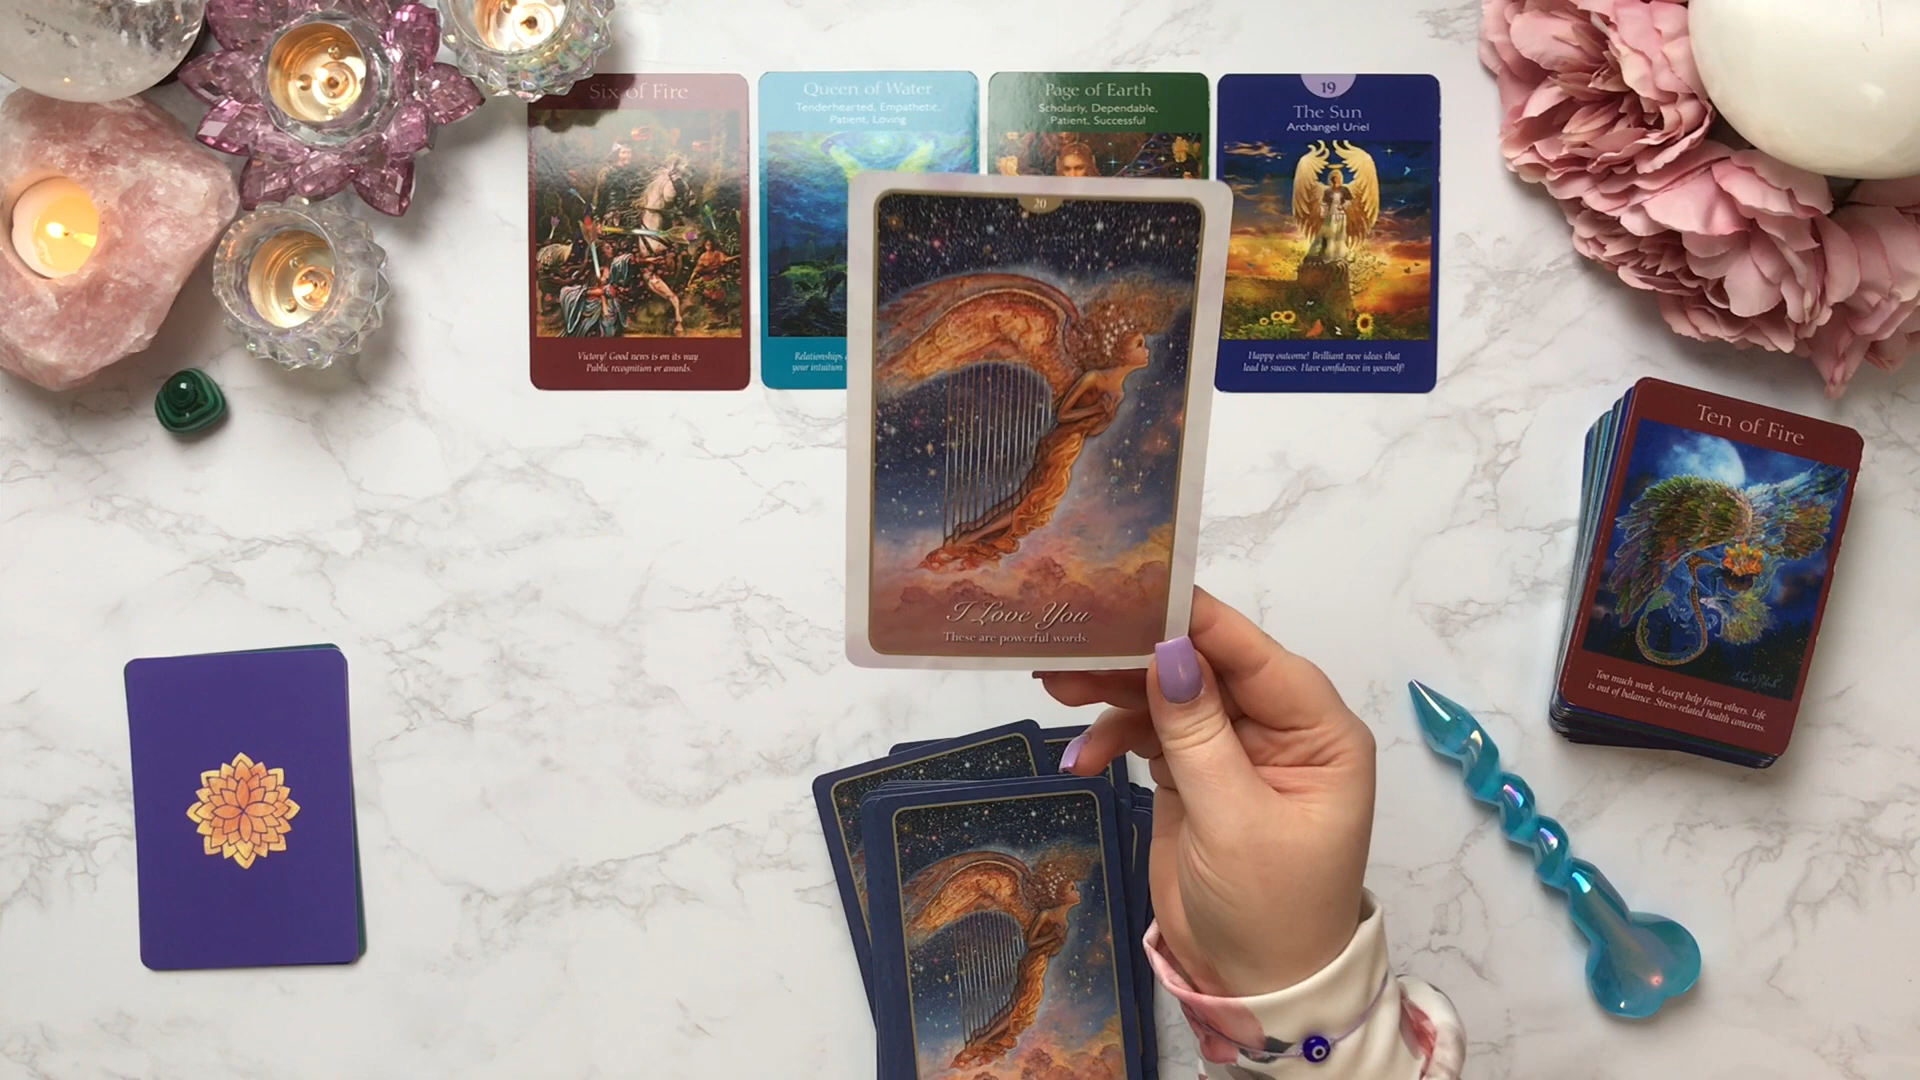 Six of Fire
Victory! Good news is on its way
Public recognition or awards.
Queen of Water
Tenderhearted, Empathetic,
Patient, Loving
Relationships
your intuition
Page of Earth
Scholarly, Dependable,
Patient, Successful
19
The Sun
Archangel Uriel
Happy outcome! Brilliant new ideas that
lead to success. Have confidence in yourself!
20
I Love You
These are powerful words.
Ten of Fire
Too much work. Accept help from others. Life
is out of balance. Stress-related health concerns.